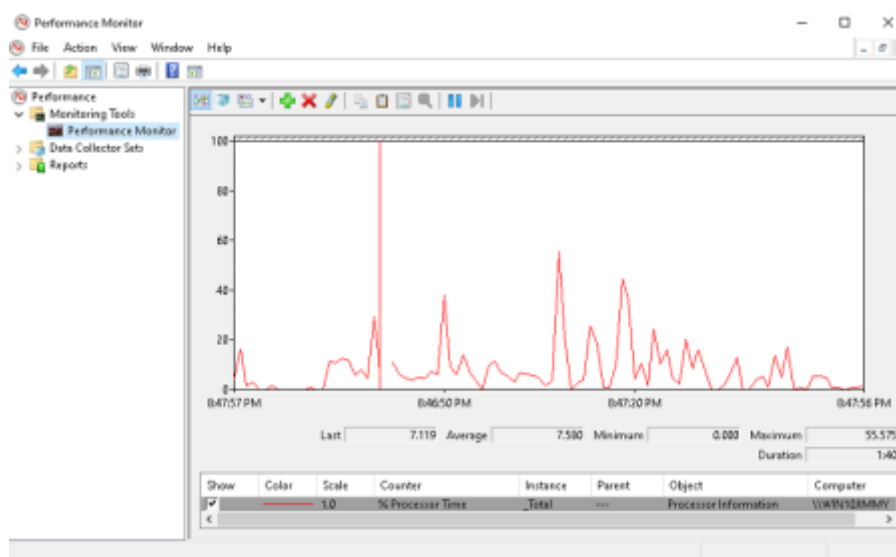 Performance Monitor
File Action View Window Help
Performance
Monitoring Tools
Performance Monitor
Data Collector Sets
Reports
100
80
60
40
20
0
8:47:57 PM 8:46:50 PM 8:47:20 PM 8:47:56 PM
Last 7.119 Average 7.580 Minimum 0.000 Maximum 55.575
Duration 1:40
Show Color Scale Counter Instance Parent Object Computer
1.0 % Processor Time _Total --- Processor Information